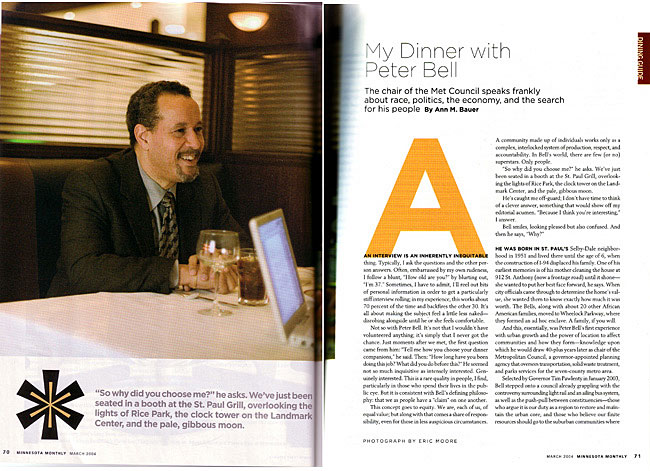 "So why did you choose me?" he asks. We've just been
seated in a booth at the St. Paul Grill, overlooking the
lights of Rice Park, the clock tower on the Landmark
Center, and the pale, gibbous moon.
70 MINNESOTA MONTHLY MARCH 2004
DINING GUIDE
My Dinner with
Peter Bell
The chair of the Met Council speaks frankly
about race, politics, the economy, and the search
for his people By Ann M. Bauer
A
AN INTERVIEW IS AN INHERENTLY INEQUITABLE
thing. Typically, I ask the questions and the other per-
son answers. Often, embarrassed by my own rudeness,
I follow a blunt, "How old are you?" by blurting out,
"I'm 37." Sometimes, I have to admit, I'll reel out bits
of personal information in order to get a particularly
stiff interview rolling; in my experience, this works about
70 percent of the time and backfires the other 30. It's
all about making the subject feel a little less naked—
disrobing alongside until he or she feels comfortable.
Not so with Peter Bell. It's not that I wouldn't have
volunteered anything; it's simply that I never got the
chance. Just moments after we met, the first question
came from him: "Tell me how you choose your dinner
companions," he said. Then: "How long have you been
doing this job? What did you do before this?" He seemed
not so much inquisitive as intensely interested. Gen-
uinely interested. This is a rare quality in people, I find,
particularly in those who spend their lives in the pub-
lic eye. But it is consistent with Bell's defining philoso-
phy: that we as people have a "claim" on one another.
This concept goes to equity. We are, each of us, of
equal value; but along with that comes a share of respon-
sibility, even for those in less auspicious circumstances.
A community made up of individuals works only as a
complex, interlocked system of production, respect, and
accountability. In Bell's world, there are few (or no)
superstars. Only people.
"So why did you choose me?" he asks. We've just
been seated in a booth at the St. Paul Grill, overlook-
ing the lights of Rice Park, the clock tower on the Land-
mark Center, and the pale, gibbous moon.
He's caught me off-guard; I don't have time to think
of a clever answer, something that would show off my
editorial acumen. "Because I think you're interesting,"
I answer.
Bell smiles, looking pleased but also confused. And
then he says, "Why?"
HE WAS BORN IN ST. PAUL'S Selby-Dale neighbor-
hood in 1951 and lived there until the age of 6, when
the construction of I-94 displaced his family. One of his
earliest memories is of his mother cleaning the house at
912 St. Anthony (now a frontage road) until it shone—
she wanted to put her best face forward, he says. When
city officials came through to determine the home's val-
ue, she wanted them to know exactly how much it was
worth. The Bells, along with about 20 other African
American families, moved to Wheelock Parkway, where
they formed an ad hoc enclave. A family, if you will.
And this, essentially, was Peter Bell's first experience
with urban growth and the power of location to affect
communities and how they form—knowledge upon
which he would draw 40-plus years later as chair of the
Metropolitan Council, a governor-appointed planning
agency that oversees transportation, solid waste treatment,
and parks services for the seven-county metro area.
Selected by Governor Tim Pawlenty in January 2003,
Bell stepped onto a council already grappling with the
controversy surrounding light rail and an ailing bus system,
as well as the push-pull between constituencies—those
who argue it is our duty as a region to restore and main-
tain the urban core, and those who believe our finite
resources should go to the suburban communities where
PHOTOGRAPH BY ERIC MOORE
MARCH 2004 MINNESOTA MONTHLY 71